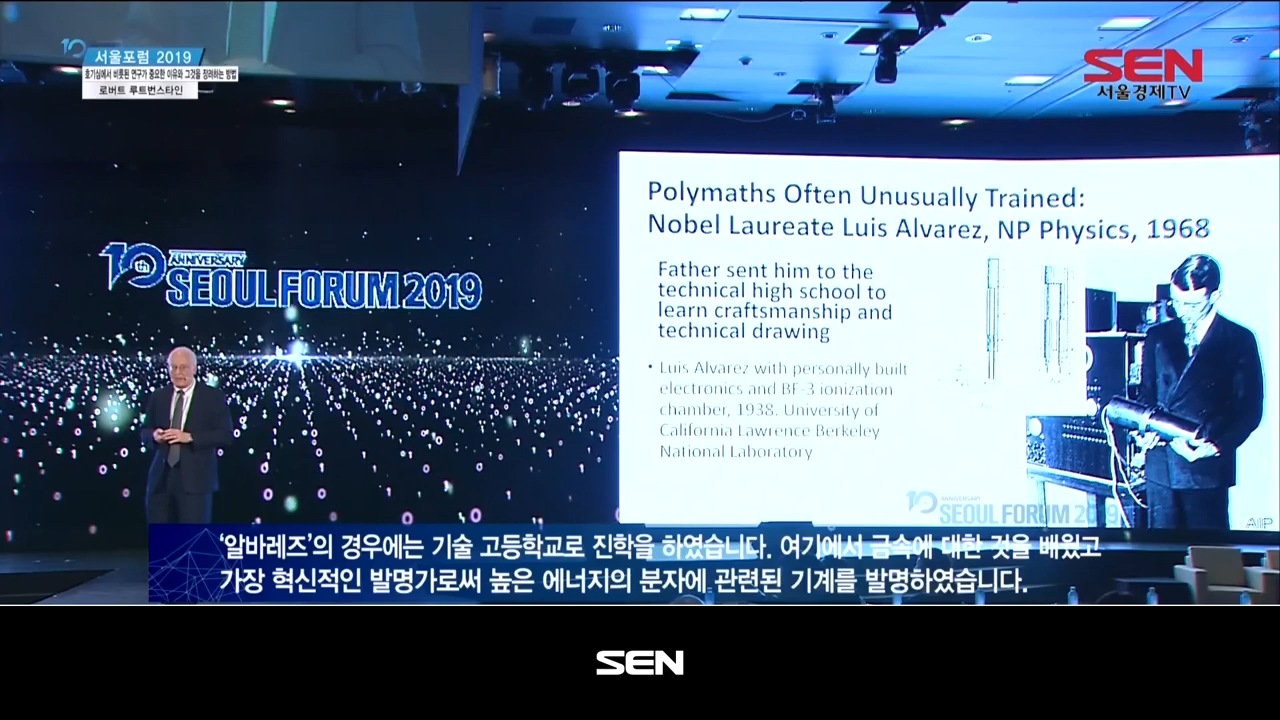 10
서울포럼 2019
호기심에서 비롯된 연구가 중요한 이유와 그것을 정의하는 방법
로버트 루트번스타인
SEN
서울경제TV
10th
ANNIVERSARY
SEOUL FORUM 2019
Polymaths Often Unusually Trained:
Nobel Laureate Luis Alvarez, NP Physics, 1968
Father sent him to the
technical high school to
learn craftsmanship and
technical drawing
• Luis Alvarez with personally built
electronics and BF-3 ionization
chamber, 1938. University of
California Lawrence Berkeley
National Laboratory
10
ANNIVERSARY
SEOUL FORUM 2019
AIP
‘알바레즈’의 경우에는 기술 고등학교로 진학을 하였습니다. 여기에서 금속에 대한 것을 배웠고
가장 혁신적인 발명가로써 높은 에너지의 분자에 관련된 기계를 발명하였습니다.
SEN